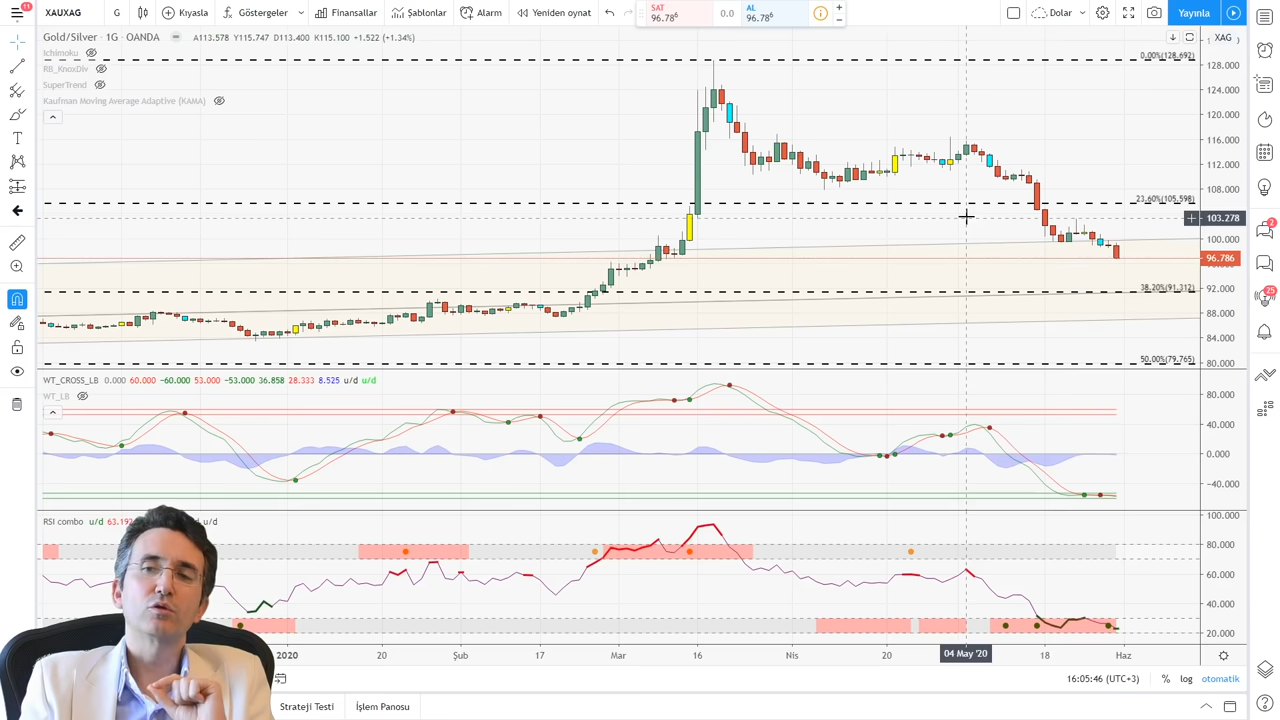 11
XAUXAG
G
Kıyasla
Göstergeler
Finansallar
Şablonlar
Alarm
Yeniden oynat
SAT
96.78⁶
0.0
AL
96.78⁶
Dolar
Yayınla
Gold/Silver · 1G · OANDA
A113.578 Y115.747 D113.400 K115.100 +1.522 (+1.34%)
XAG
Ichimoku
RB_KnoxDiv
SuperTrend
Kaufman Moving Average Adaptive (KAMA)
0.00%(128.692)
128.000
124.000
120.000
116.000
112.000
108.000
23.60%(105.598)
103.278
100.000
96.786
92.000
38.20%(91.312)
88.000
84.000
50.00%(79.765)
80.000
2
25
WT_CROSS_LB 0.000 60.000 −60.000 53.000 −53.000 36.858 28.333 8.525 u/d u/d
WT_LB
80.000
40.000
0.000
−40.000
RSI combo u/d 63.192 u/d
100.000
80.000
60.000
40.000
20.000
2020
20
Şub
17
Mar
16
Nis
20
04 May '20
18
Haz
16:05:46 (UTC+3)
%
log
otomatik
Strateji Testi
İşlem Panosu